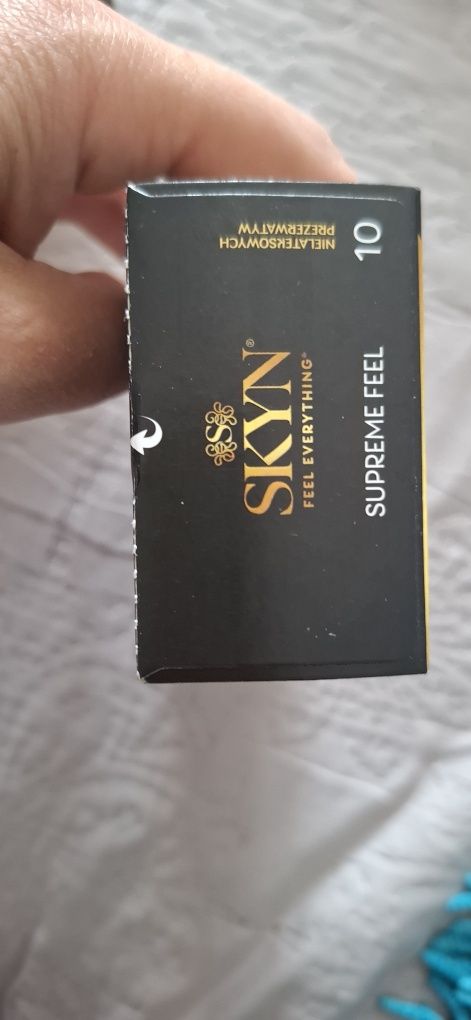 SKYN®
FEEL EVERYTHING®
SUPREME FEEL
10
NIELATEKSOWYCH
PREZERWATYW